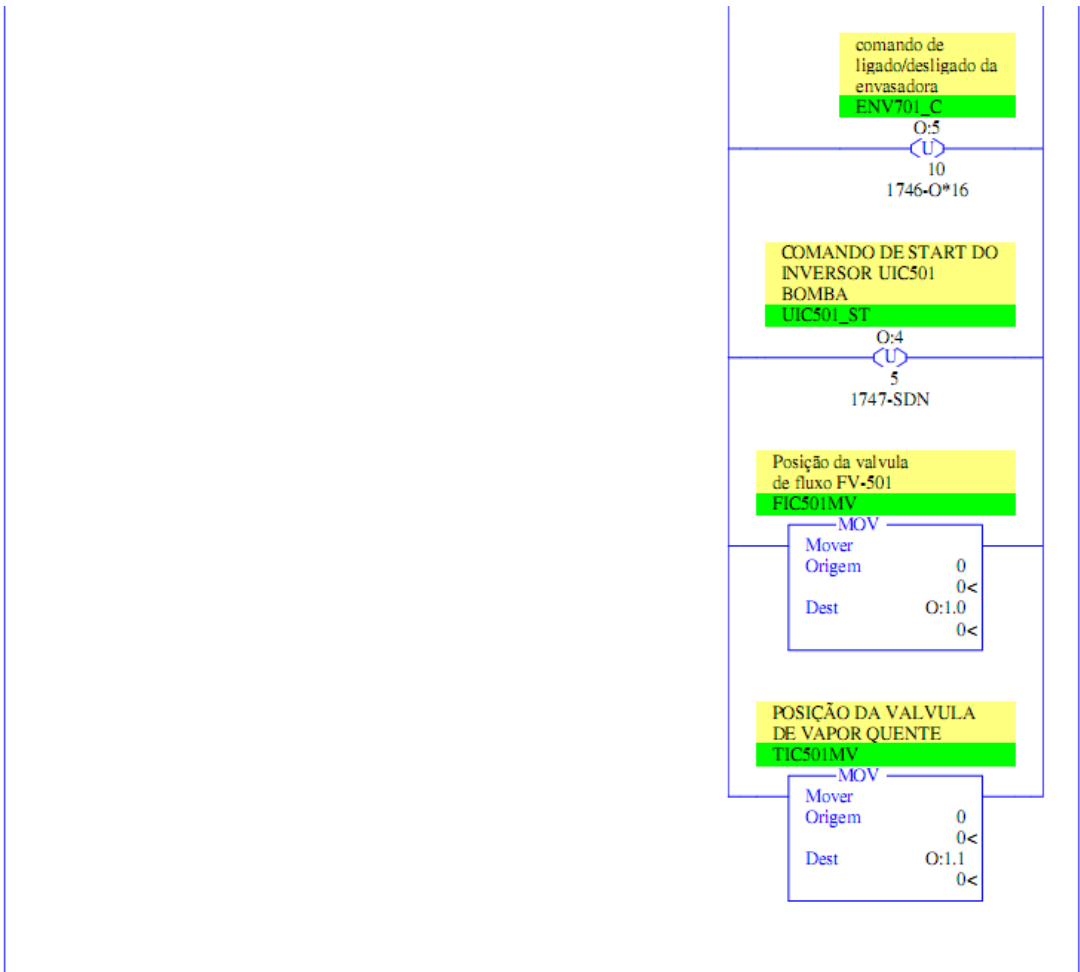 comando de
ligado/desligado da
envasadora
ENV701_C
O:5
U
10
1746-O*16
COMANDO DE START DO
INVERSOR UIC501
BOMBA
UIC501_ST
O:4
U
5
1747-SDN
Posição da valvula
de fluxo FV-501
FIC501MV
MOV
Mover
Origem 0
0<
Dest O:1.0
0<
POSIÇÃO DA VALVULA
DE VAPOR QUENTE
TIC501MV
MOV
Mover
Origem 0
0<
Dest O:1.1
0<